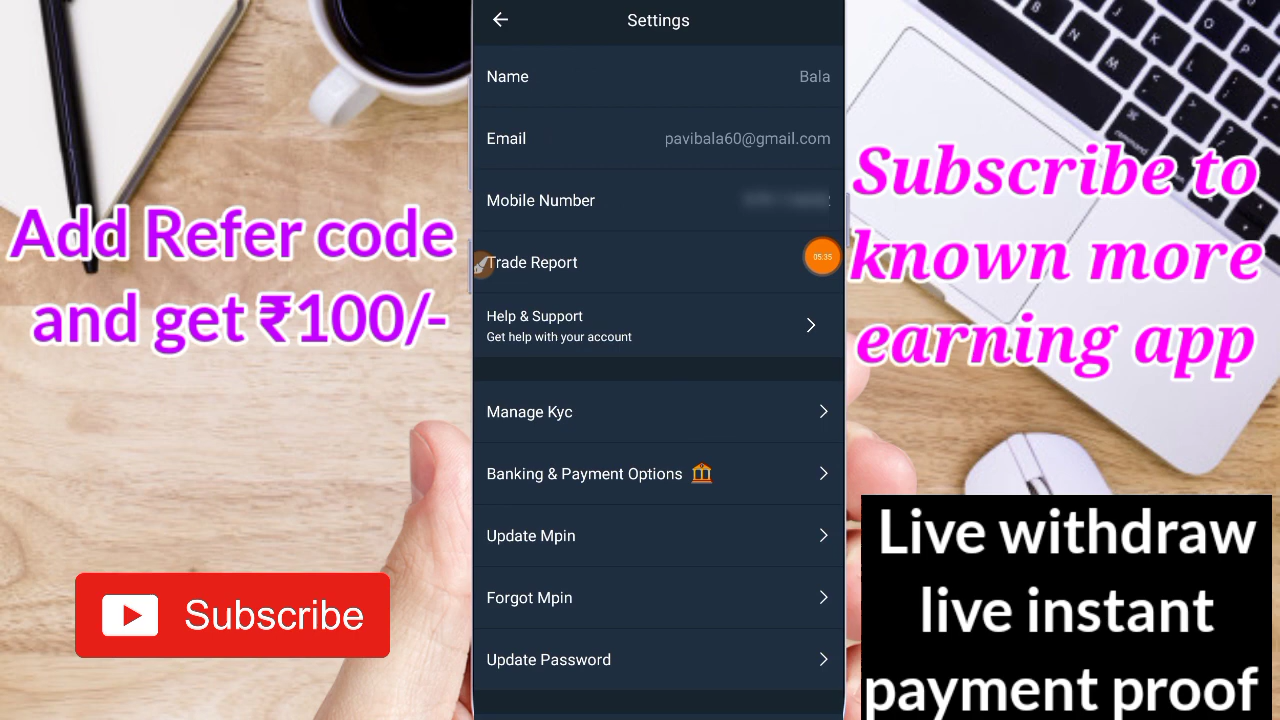 Settings
Name
Bala
Email
pavibala60@gmail.com
Mobile Number
Trade Report
05:35
Help & Support
Get help with your account
Manage Kyc
Banking & Payment Options
Update Mpin
Forgot Mpin
Update Password
Add Refer code
and get ₹100/-
Subscribe
Subscribe to
known more
earning app
Live withdraw
live instant
payment proof